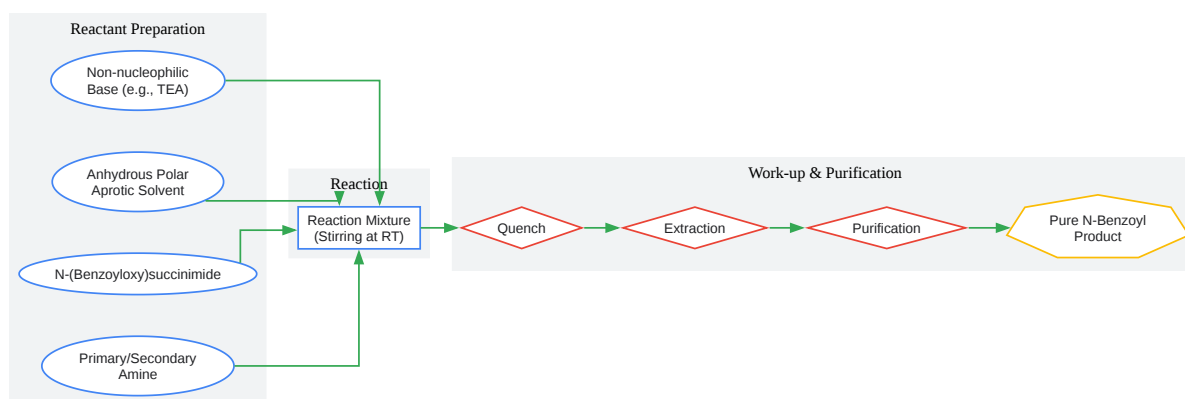 Reactant Preparation
Non-nucleophilic
Base (e.g., TEA)
Anhydrous Polar
Aprotic Solvent
N-(Benzoyloxy)succinimide
Primary/Secondary
Amine
Reaction
Reaction Mixture
(Stirring at RT)
Work-up & Purification
Quench
Extraction
Purification
Pure N-Benzoyl
Product